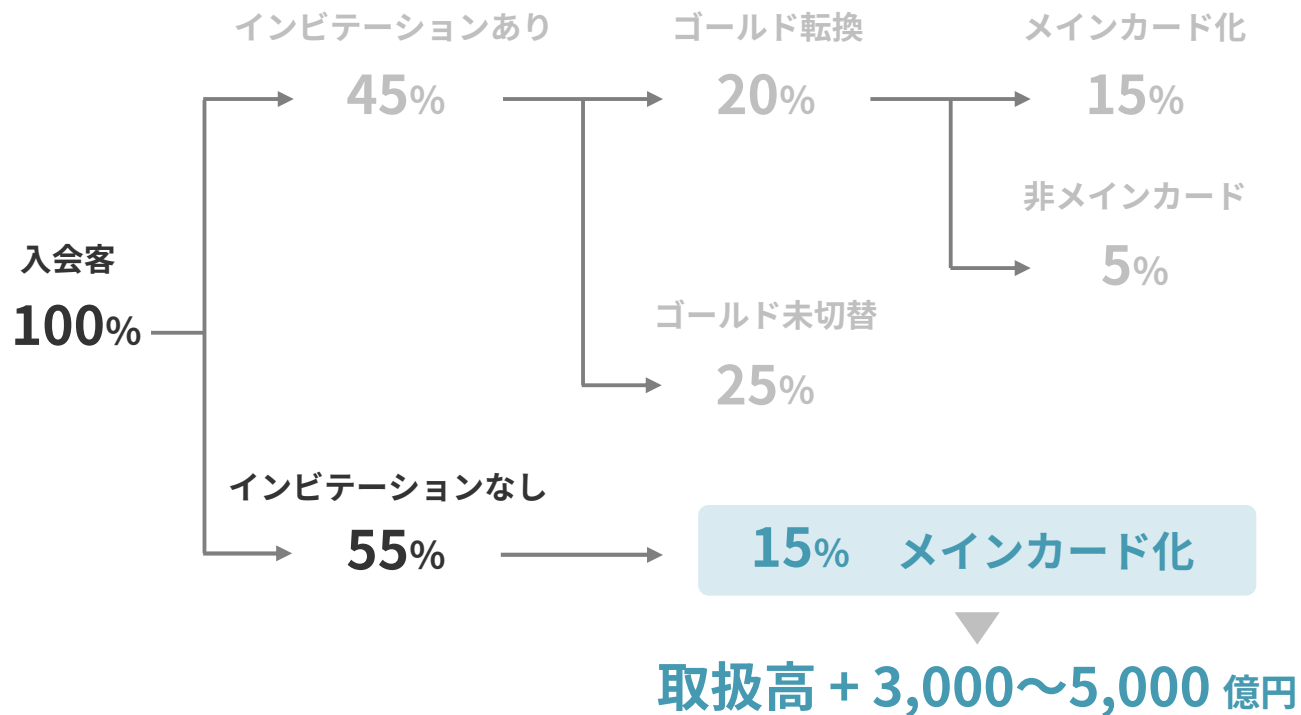 インビテーションあり
45%
ゴールド転換
20%
メインカード化
15%
非メインカード
5%
入会客
100%
ゴールド未切替
25%
インビテーションなし
55%
15% メインカード化
取扱高 + 3,000〜5,000 億円